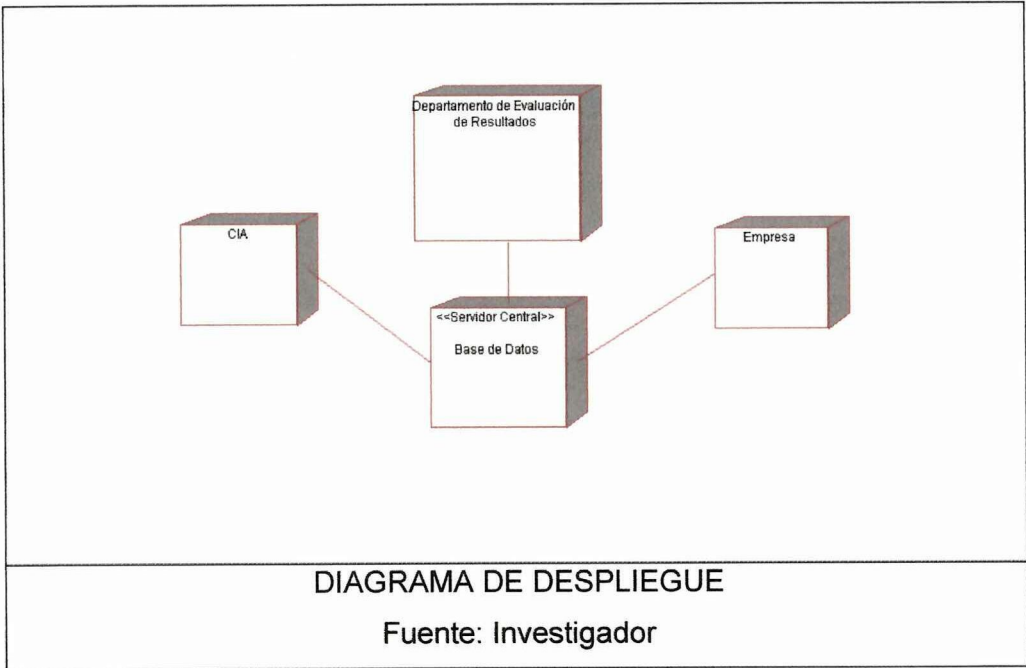 Departamento de Evaluación
de Resultados
CIA
Empresa
<<Servidor Central>>
Base de Datos
DIAGRAMA DE DESPLIEGUE
Fuente: Investigador